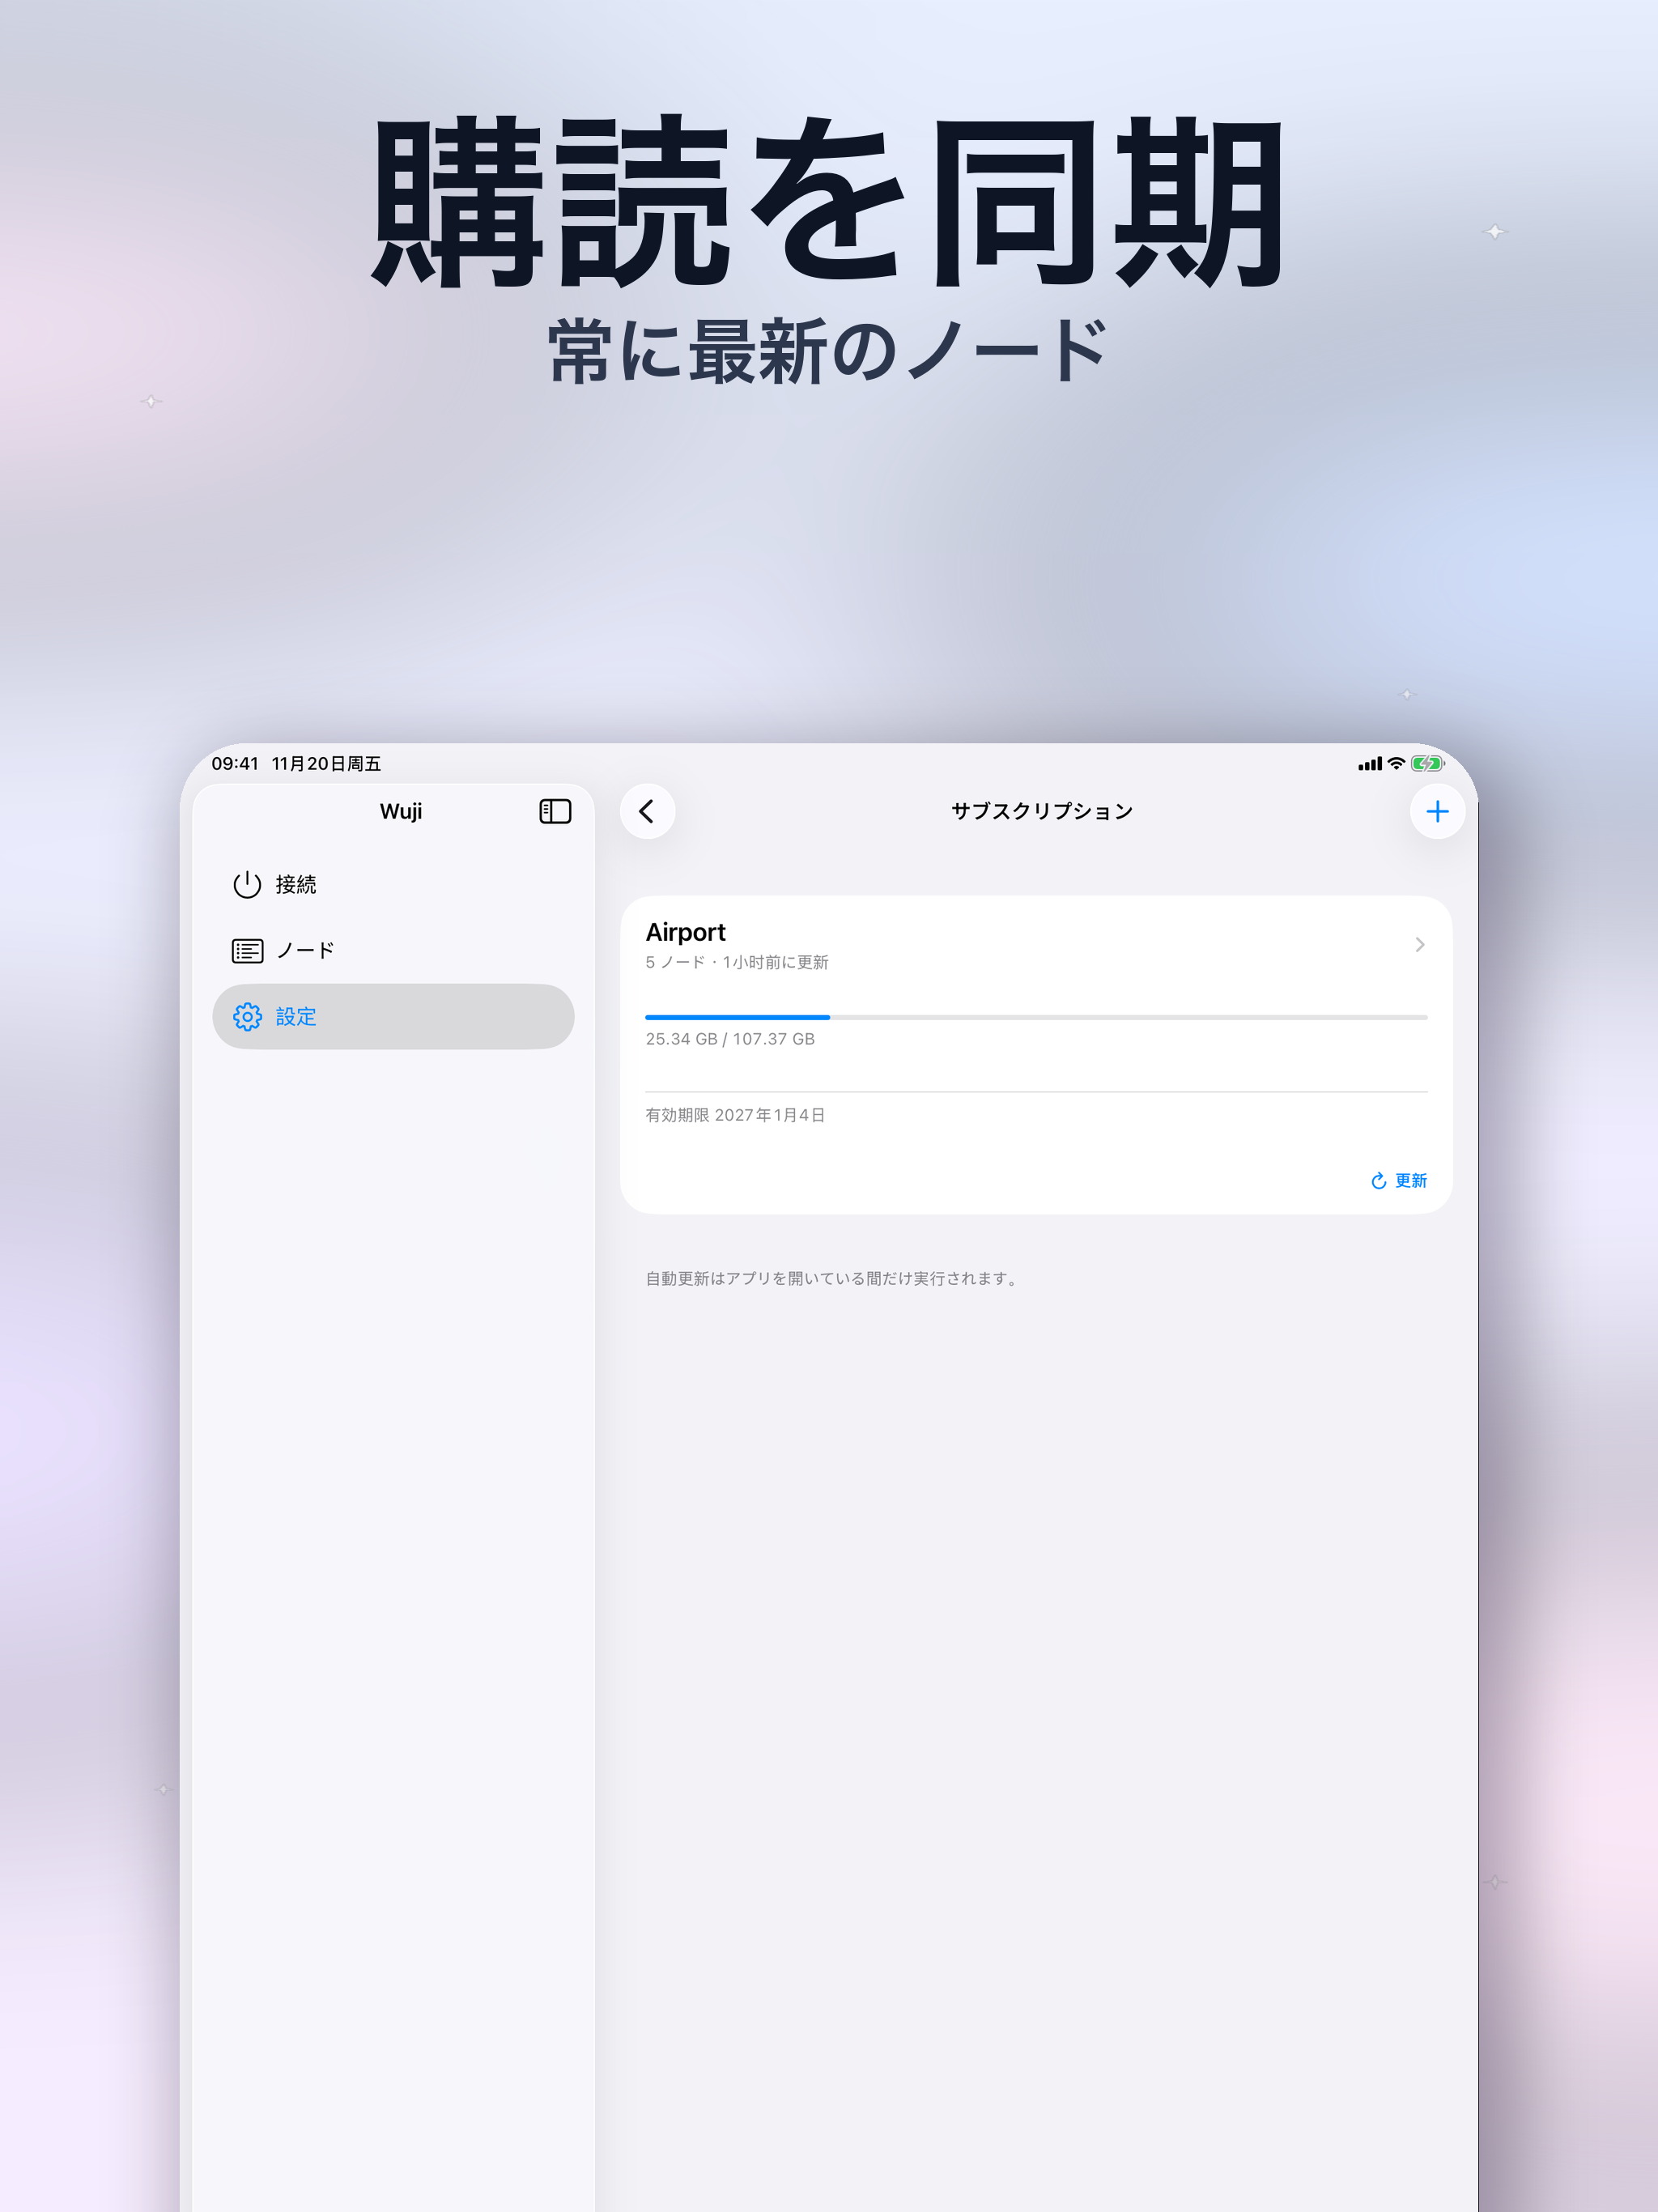 購読を同期
常に最新のノード
09:41 11月20日周五
Wuji
サブスクリプション
接続
ノード
設定
Airport
5 ノード · 1小时前に更新
25.34 GB / 107.37 GB
有効期限 2027年1月4日
更新
自動更新はアプリを開いている間だけ実行されます。